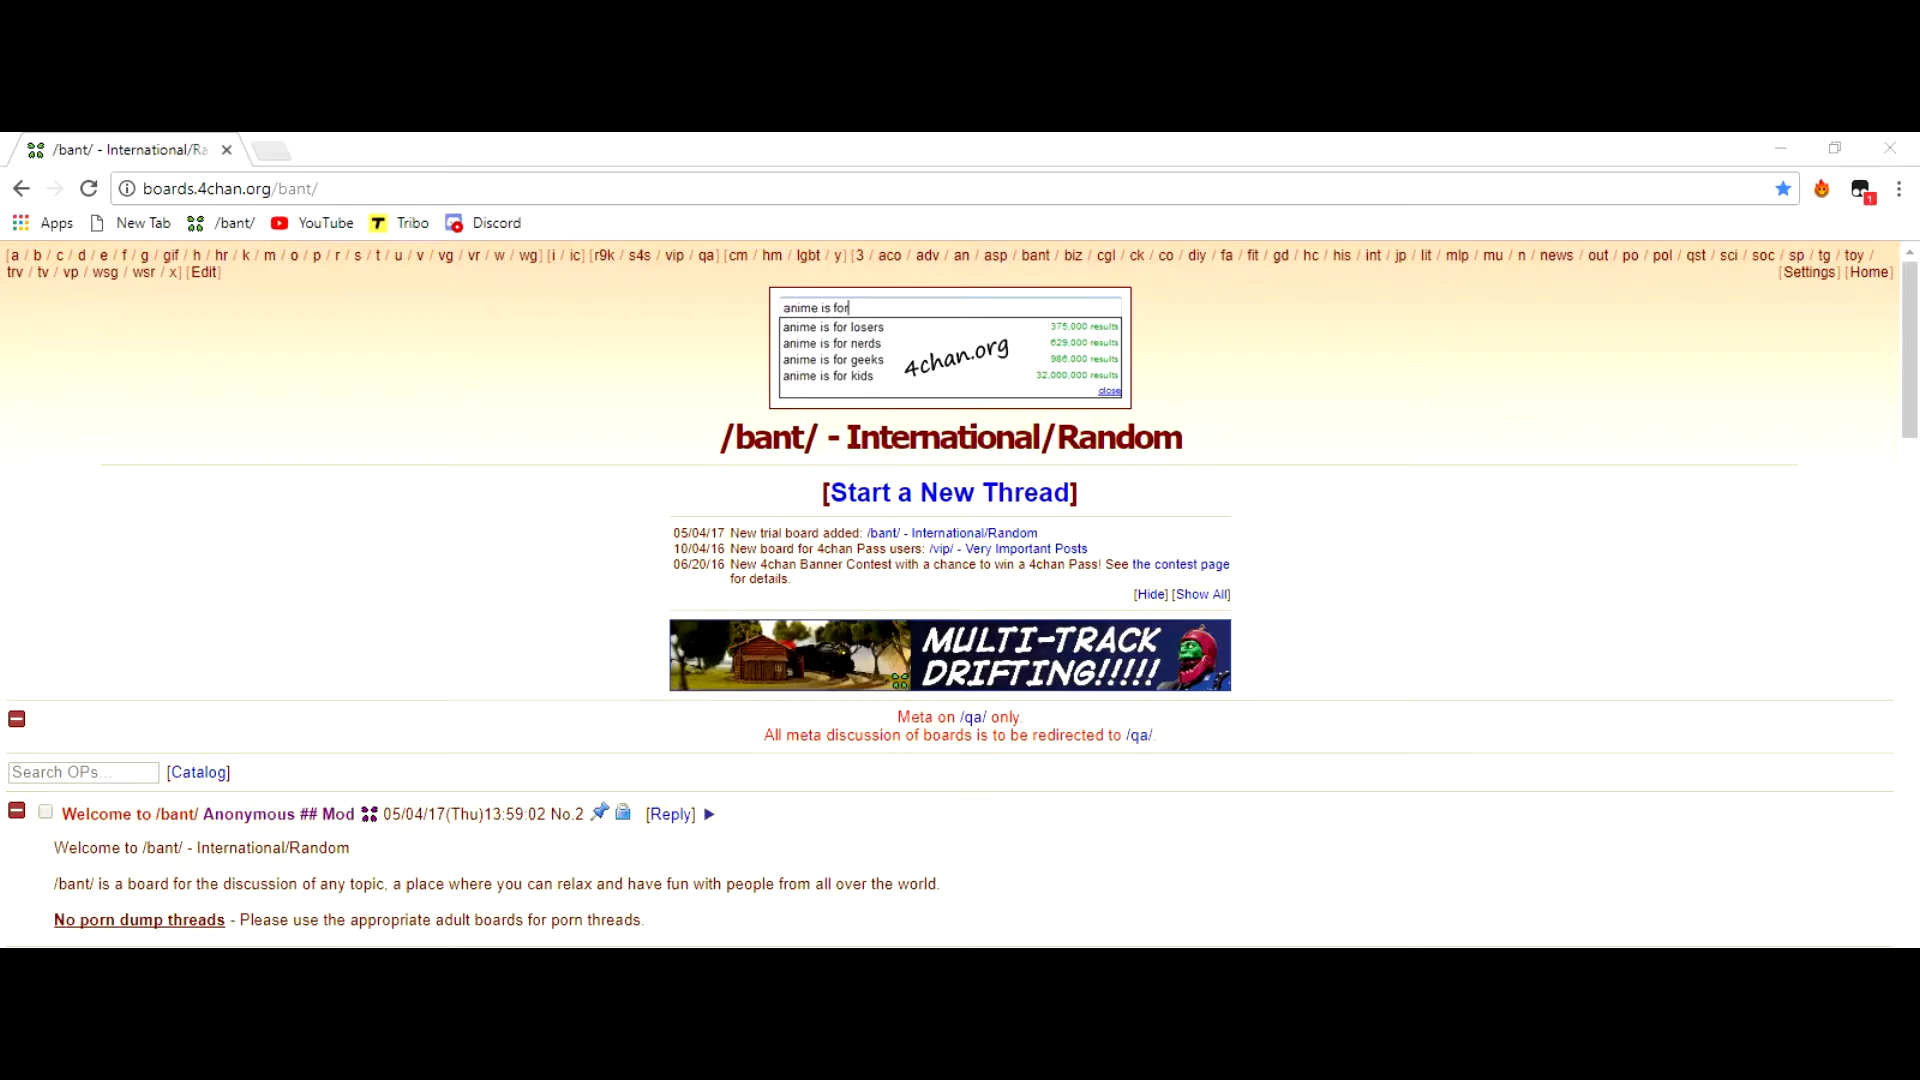 /bant/ - International/Ra
boards.4chan.org/bant/
1
Apps New Tab /bant/ YouTube Tribo Discord
[a / b / c / d / e / f / g / gif / h / hr / k / m / o / p / r / s / t / u / v / vg / vr / w / wg] [i / ic] [r9k / s4s / vip / qa] [cm / hm / lgbt / y] [3 / aco / adv / an / asp / bant / biz / cgl / ck / co / diy / fa / fit / gd / hc / his / int / jp / lit / mlp / mu / n / news / out / po / pol / qst / sci / soc / sp / tg / toy /
trv / tv / vp / wsg / wsr / x] [Edit] [Settings] [Home]
anime is for
anime is for losers 375,000 results
anime is for nerds 629,000 results
anime is for geeks 986,000 results
4chan.org
anime is for kids 32,000,000 results
close
/bant/ - International/Random
[Start a New Thread]
05/04/17 New trial board added: /bant/ - International/Random
10/04/16 New board for 4chan Pass users: /vip/ - Very Important Posts
06/20/16 New 4chan Banner Contest with a chance to win a 4chan Pass! See the contest page
for details.
[Hide] [Show All]
MULTI-TRACK
DRIFTING!!!!!
Meta on /qa/ only.
All meta discussion of boards is to be redirected to /qa/.
Search OPs... [Catalog]
Welcome to /bant/ Anonymous ## Mod 05/04/17(Thu)13:59:02 No.2 [Reply] ▶
Welcome to /bant/ - International/Random
/bant/ is a board for the discussion of any topic, a place where you can relax and have fun with people from all over the world.
No porn dump threads - Please use the appropriate adult boards for porn threads.